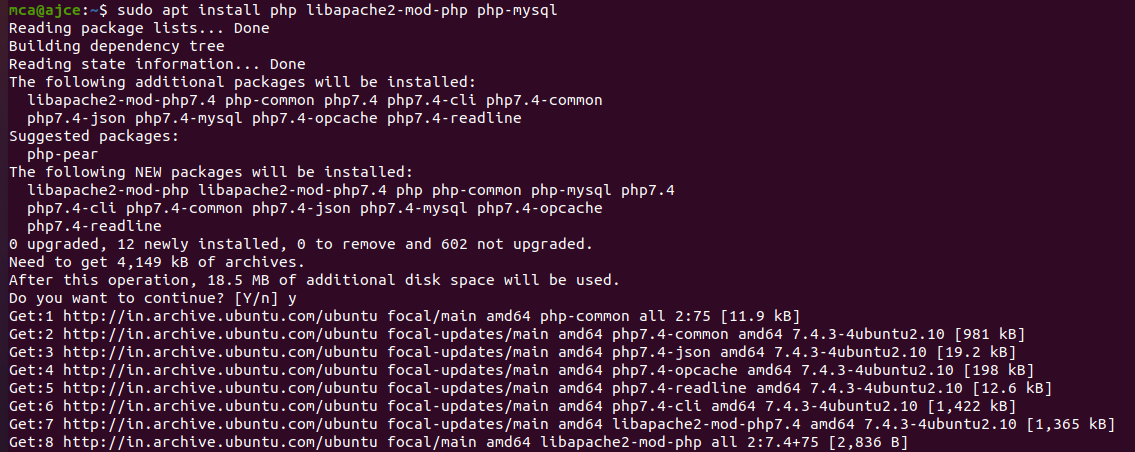 mca@ajce:~$ sudo apt install php libapache2-mod-php php-mysql
Reading package lists... Done
Building dependency tree
Reading state information... Done
The following additional packages will be installed:
  libapache2-mod-php7.4 php-common php7.4 php7.4-cli php7.4-common
  php7.4-json php7.4-mysql php7.4-opcache php7.4-readline
Suggested packages:
  php-pear
The following NEW packages will be installed:
  libapache2-mod-php libapache2-mod-php7.4 php php-common php-mysql php7.4
  php7.4-cli php7.4-common php7.4-json php7.4-mysql php7.4-opcache
  php7.4-readline
0 upgraded, 12 newly installed, 0 to remove and 602 not upgraded.
Need to get 4,149 kB of archives.
After this operation, 18.5 MB of additional disk space will be used.
Do you want to continue? [Y/n] y
Get:1 http://in.archive.ubuntu.com/ubuntu focal/main amd64 php-common all 2:75 [11.9 kB]
Get:2 http://in.archive.ubuntu.com/ubuntu focal-updates/main amd64 php7.4-common amd64 7.4.3-4ubuntu2.10 [981 kB]
Get:3 http://in.archive.ubuntu.com/ubuntu focal-updates/main amd64 php7.4-json amd64 7.4.3-4ubuntu2.10 [19.2 kB]
Get:4 http://in.archive.ubuntu.com/ubuntu focal-updates/main amd64 php7.4-opcache amd64 7.4.3-4ubuntu2.10 [198 kB]
Get:5 http://in.archive.ubuntu.com/ubuntu focal-updates/main amd64 php7.4-readline amd64 7.4.3-4ubuntu2.10 [12.6 kB]
Get:6 http://in.archive.ubuntu.com/ubuntu focal-updates/main amd64 php7.4-cli amd64 7.4.3-4ubuntu2.10 [1,422 kB]
Get:7 http://in.archive.ubuntu.com/ubuntu focal-updates/main amd64 libapache2-mod-php7.4 amd64 7.4.3-4ubuntu2.10 [1,365 kB]
Get:8 http://in.archive.ubuntu.com/ubuntu focal/main amd64 libapache2-mod-php all 2:7.4+75 [2,836 B]